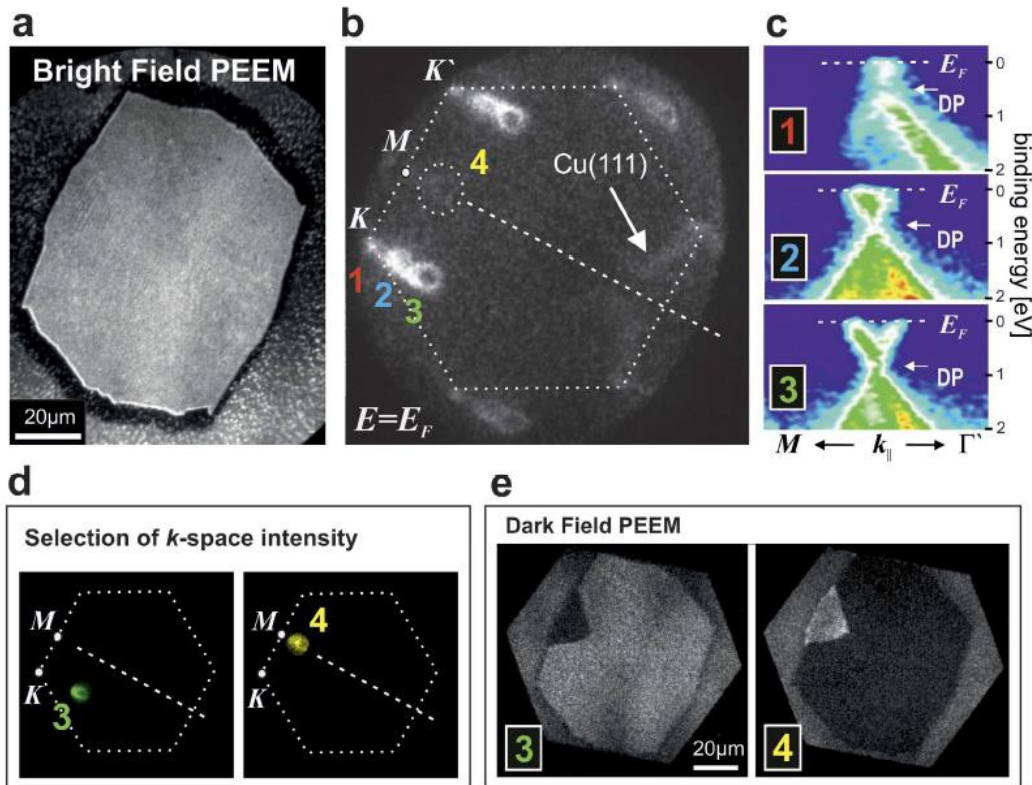 a
Bright Field PEEM
20µm
b
K`
M
K
4
Cu(111)
1
2
3
E=E_F
c
E_F
DP
1
0
1
2
E_F
DP
2
0
1
2
E_F
DP
3
0
1
2
binding energy [eV]
M ← k_|| → Γ`
d
Selection of k-space intensity
M
K
3
M
K
4
e
Dark Field PEEM
3
20µm
4